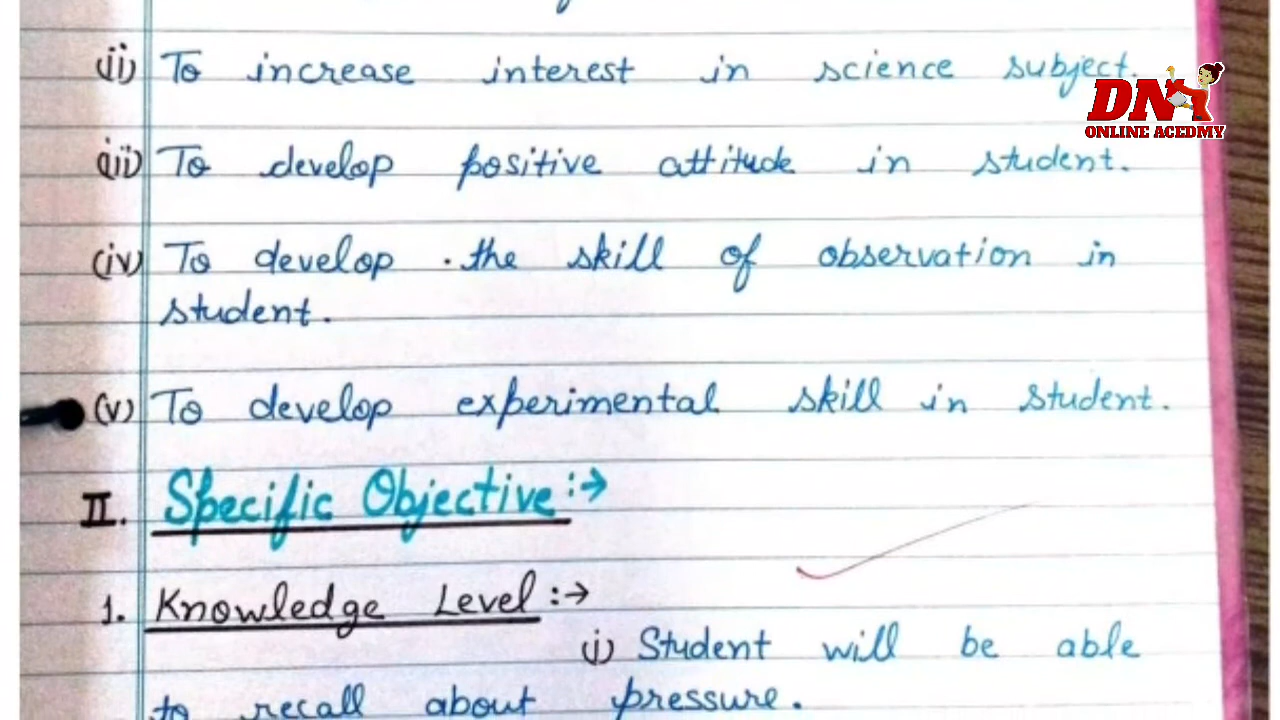 (ii) To increase interest in science subject.
DNA
ONLINE ACEDMY
(iii) To develop positive attitude in student.
(iv) To develop . the skill of observation in
student.
(v) To develop experimental skill in student.
II. Specific Objective :→
1. Knowledge Level :→
(i) Student will be able
to recall about pressure.